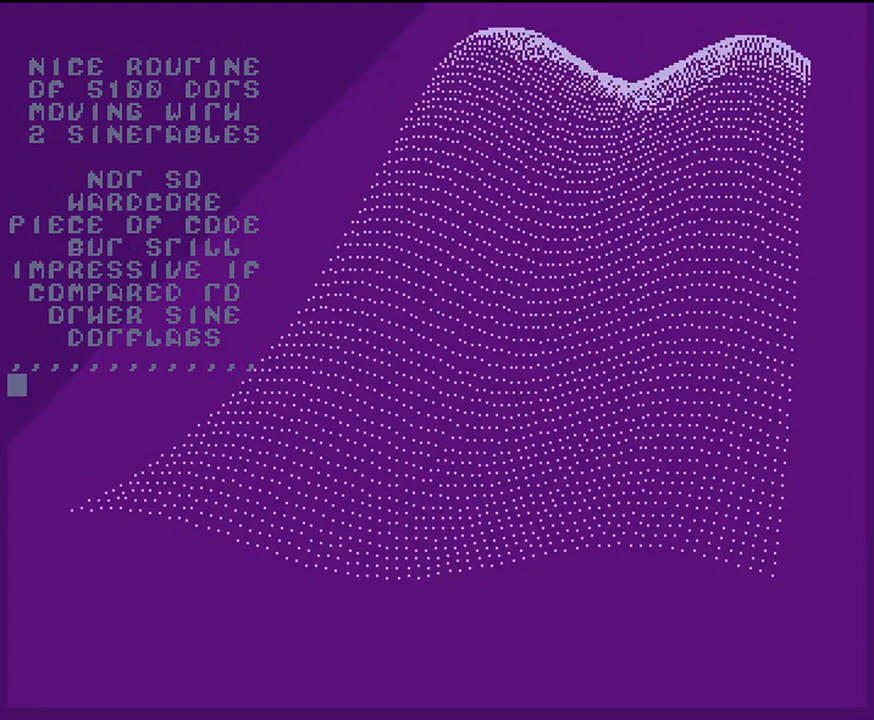 NICE ROUTINE
OF 5100 DOTS
MOVING WITH
2 SINETABLES
NOT SO
HARDCORE
PIECE OF CODE
BUT STILL
IMPRESSIVE IF
COMPARED TO
OTHER SINE
DOTFLAGS
,,,,,,,,,,,,,